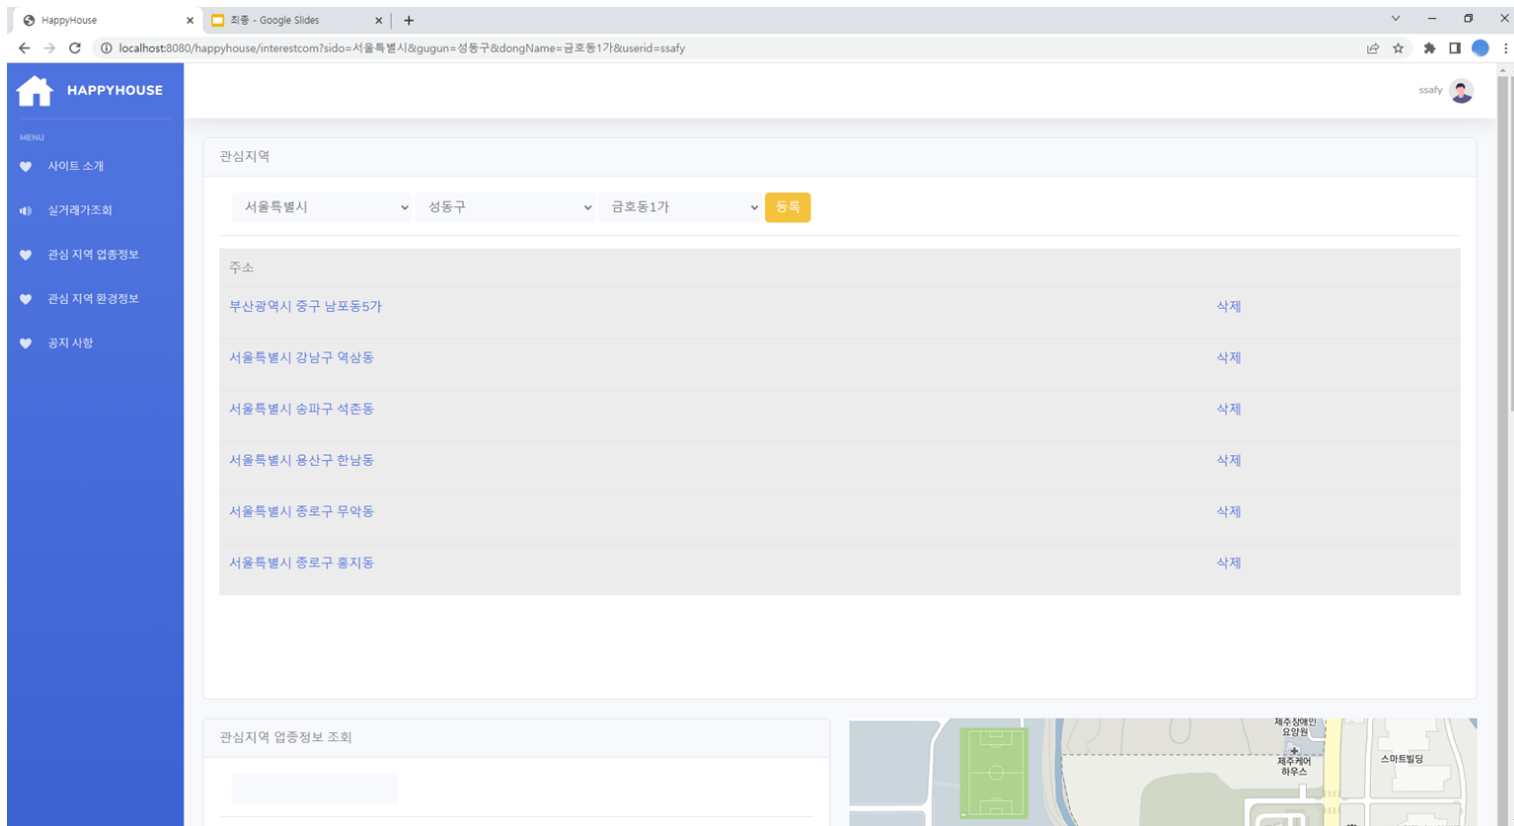 HappyHouse
최종 - Google Slides
localhost:8080/happyhouse/interestcom?sido=서울특별시&gugun=성동구&dongName=금호동1가&userid=ssafy
HAPPYHOUSE
ssafy
MENU
사이트 소개
실거래가조회
관심 지역 업종정보
관심 지역 환경정보
공지 사항
관심지역
서울특별시 성동구 금호동1가 등록
주소
부산광역시 중구 남포동5가 삭제
서울특별시 강남구 역삼동 삭제
서울특별시 송파구 석촌동 삭제
서울특별시 용산구 한남동 삭제
서울특별시 종로구 무악동 삭제
서울특별시 종로구 홍지동 삭제
관심지역 업종정보 조회
제주장애인
요양원
제주케어
하우스
스마트빌딩